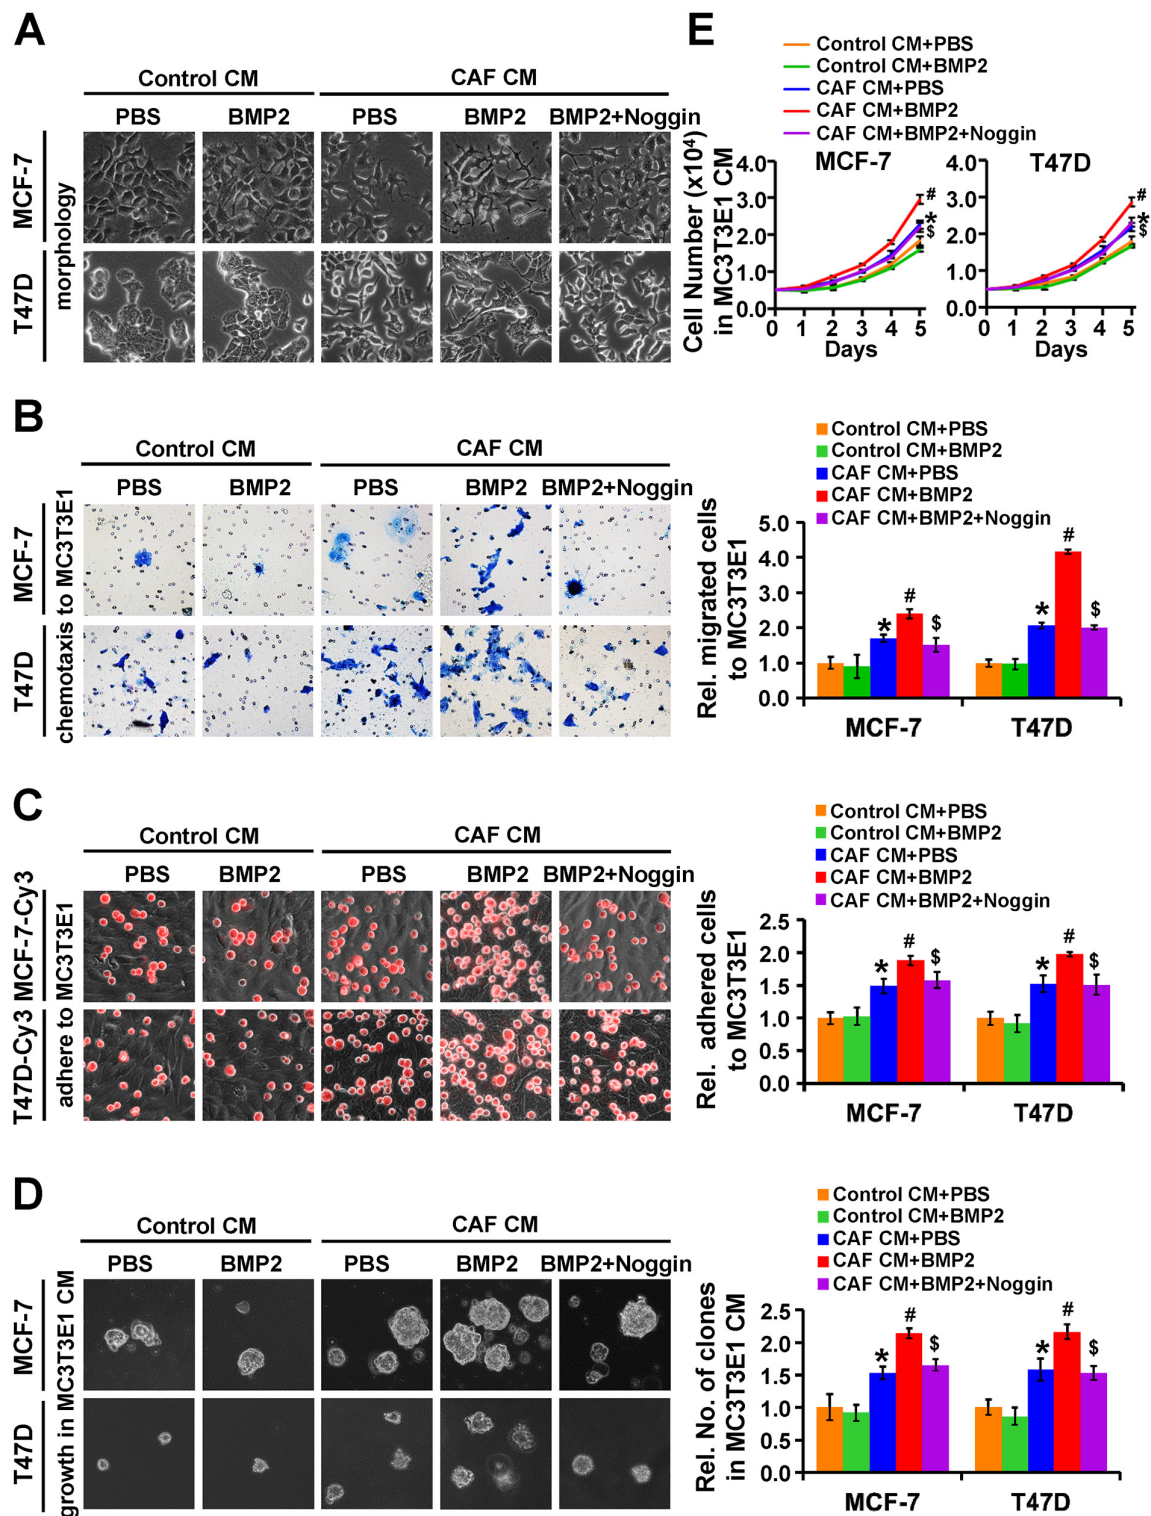 A
Control CM
CAF CM
PBS
BMP2
PBS
BMP2
BMP2+Noggin
MCF-7
T47D
morphology
E
Control CM+PBS
Control CM+BMP2
CAF CM+PBS
CAF CM+BMP2
CAF CM+BMP2+Noggin
Cell Number (x10⁴)
in MC3T3E1 CM
MCF-7
4.0
3.0
2.0
1.0
0.0
#
*
$
0 1 2 3 4 5
Days
T47D
4.0
3.0
2.0
1.0
0.0
#
*
$
0 1 2 3 4 5
Days
B
Control CM
CAF CM
PBS
BMP2
PBS
BMP2
BMP2+Noggin
MCF-7
T47D
chemotaxis to MC3T3E1
Control CM+PBS
Control CM+BMP2
CAF CM+PBS
CAF CM+BMP2
CAF CM+BMP2+Noggin
Rel. migrated cells
to MC3T3E1
5.0
4.0
3.0
2.0
1.0
0.0
* # $
* # $
MCF-7
T47D
C
Control CM
CAF CM
PBS
BMP2
PBS
BMP2
BMP2+Noggin
MCF-7-Cy3
T47D-Cy3
adhere to MC3T3E1
Control CM+PBS
Control CM+BMP2
CAF CM+PBS
CAF CM+BMP2
CAF CM+BMP2+Noggin
Rel. adhered cells
to MC3T3E1
2.5
2.0
1.5
1.0
0.5
0.0
* # $
* # $
MCF-7
T47D
D
Control CM
CAF CM
PBS
BMP2
PBS
BMP2
BMP2+Noggin
MCF-7
T47D
growth in MC3T3E1 CM
Control CM+PBS
Control CM+BMP2
CAF CM+PBS
CAF CM+BMP2
CAF CM+BMP2+Noggin
Rel. No. of clones
in MC3T3E1 CM
2.5
2.0
1.5
1.0
0.5
0.0
* # $
* # $
MCF-7
T47D